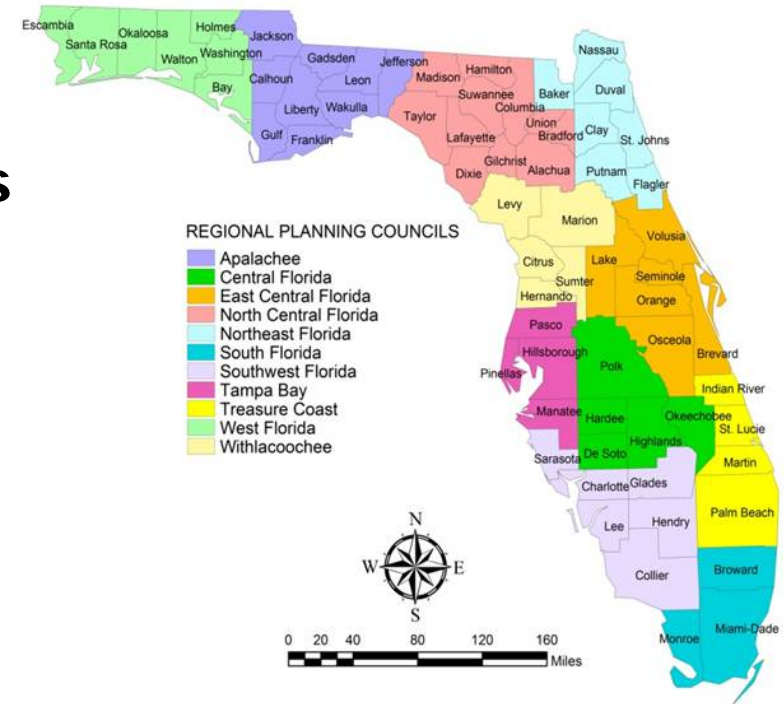 Escambia
Santa Rosa
Okaloosa
Walton
Holmes
Washington
Bay
Jackson
Calhoun
Gulf
Liberty
Franklin
Gadsden
Leon
Wakulla
Jefferson
Madison
Taylor
Hamilton
Suwannee
Lafayette
Dixie
Columbia
Gilchrist
Union
Bradford
Alachua
Baker
Nassau
Duval
Clay
St. Johns
Putnam
Flagler
s
Levy
Marion
Citrus
Sumter
Hernando
Lake
Volusia
Seminole
Orange
Osceola
Brevard
REGIONAL PLANNING COUNCILS
Apalachee
Central Florida
East Central Florida
North Central Florida
Northeast Florida
South Florida
Southwest Florida
Tampa Bay
Treasure Coast
West Florida
Withlacoochee
Pasco
Hillsborough
Pinellas
Manatee
Polk
Hardee
De Soto
Highlands
Okeechobee
Indian River
St. Lucie
Martin
Palm Beach
Sarasota
Charlotte
Glades
Lee
Hendry
Collier
Broward
Monroe
Miami-Dade
N
W
E
S
0 20 40 80 120 160
Miles